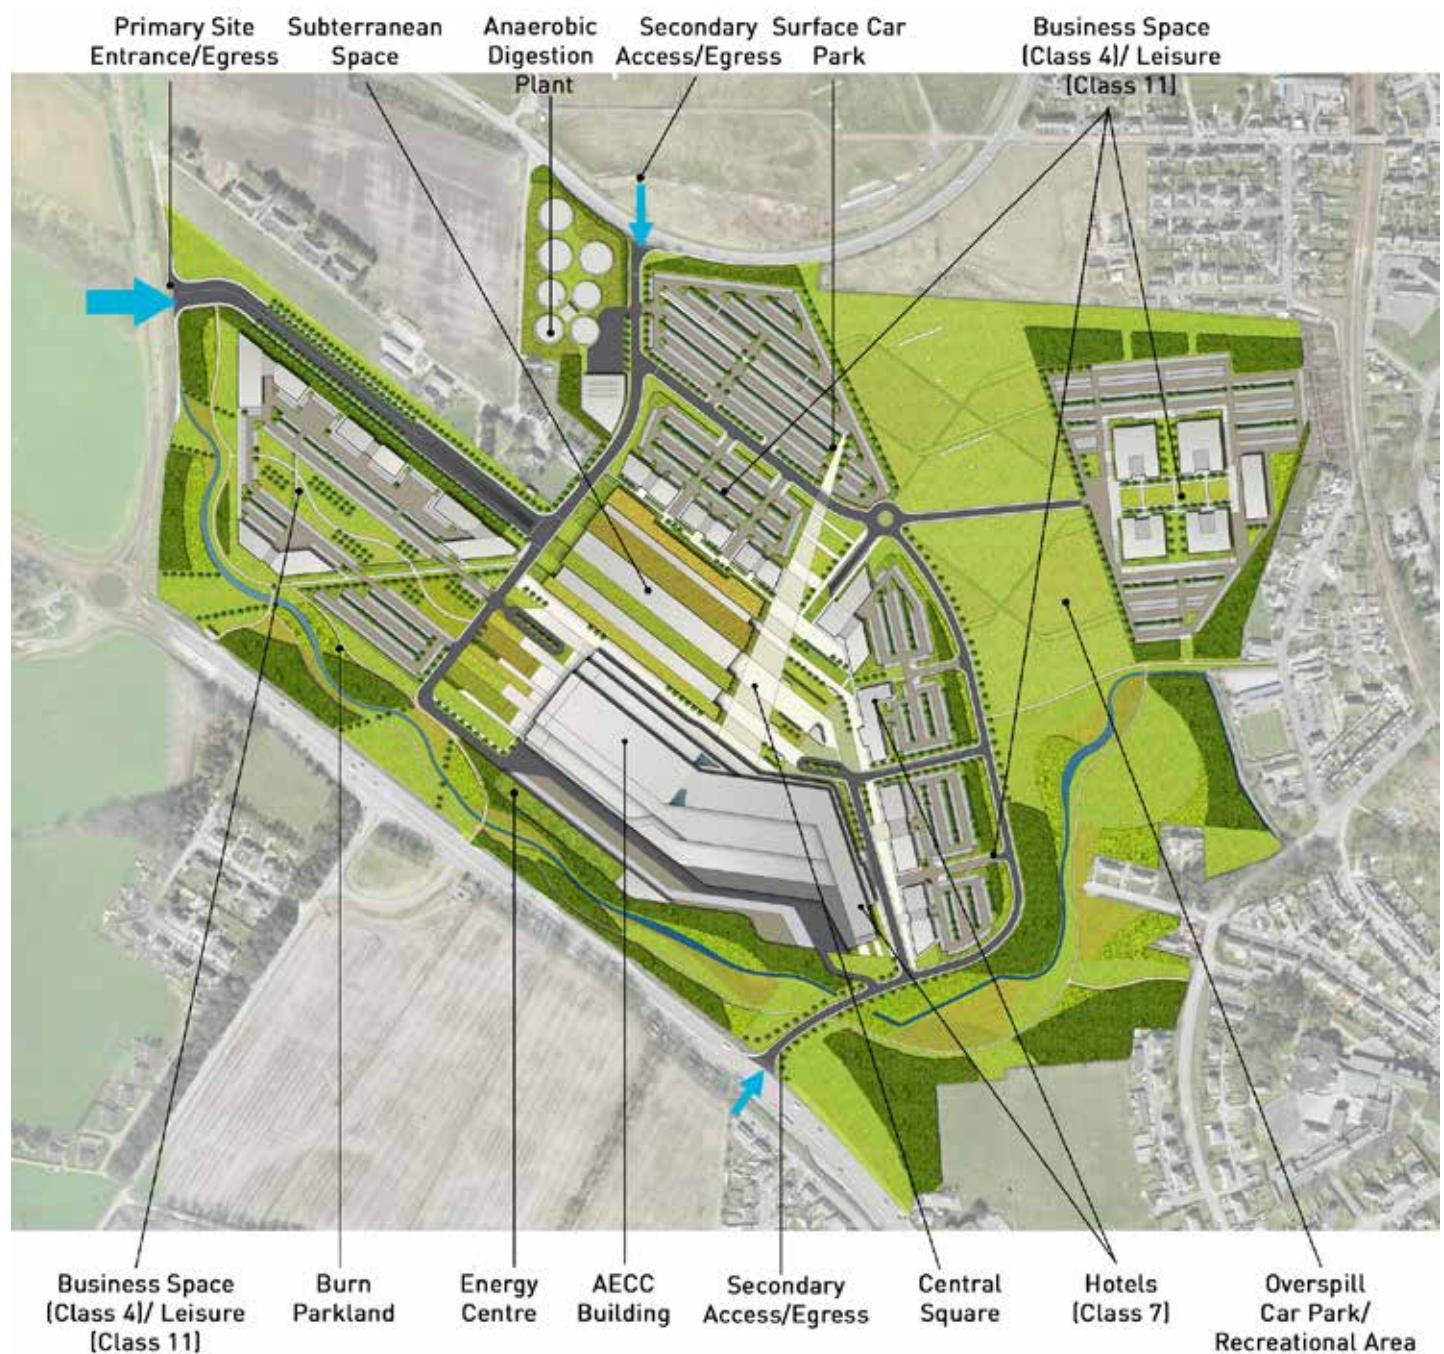 Primary Site
Entrance/Egress
Subterranean
Space
Anaerobic
Digestion
Plant
Secondary
Access/Egress
Surface Car
Park
Business Space
(Class 4)/ Leisure
(Class 11)
Business Space
(Class 4)/ Leisure
(Class 11)
Burn
Parkland
Energy
Centre
AECC
Building
Secondary
Access/Egress
Central
Square
Hotels
(Class 7)
Overspill
Car Park/
Recreational Area